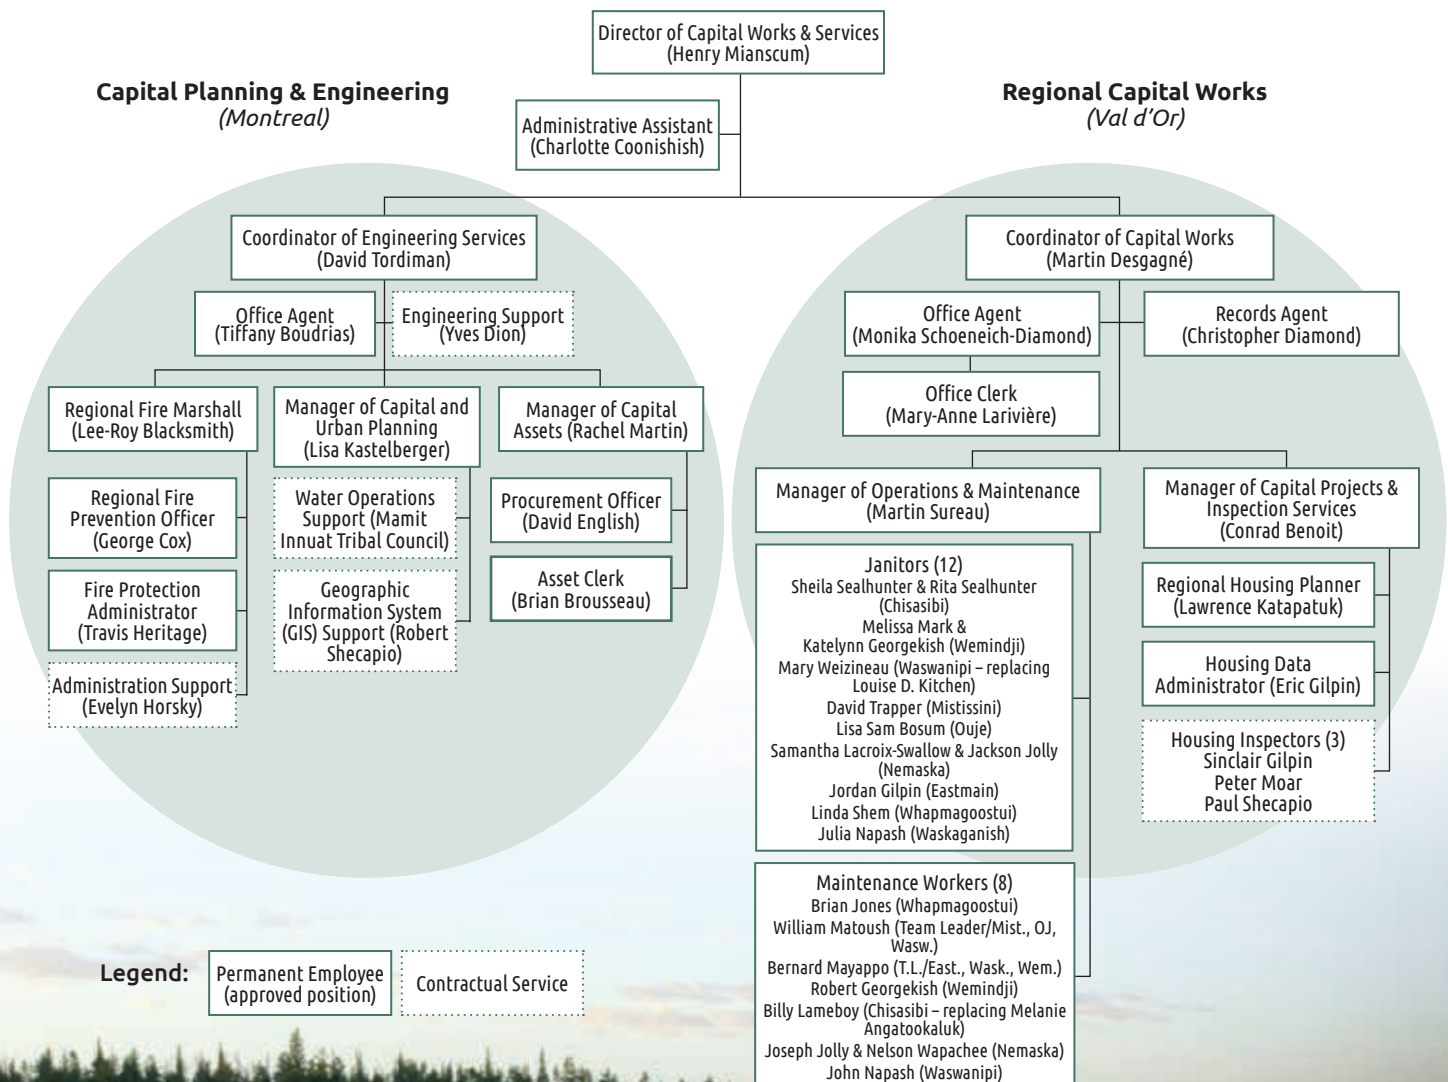 Director of Capital Works & Services
(Henry Mianscum)
Capital Planning & Engineering
(Montreal)
Regional Capital Works
(Val d'Or)
Administrative Assistant
(Charlotte Coonishish)
Coordinator of Engineering Services
(David Tordiman)
Office Agent
(Tiffany Boudrias)
Engineering Support
(Yves Dion)
Regional Fire Marshall
(Lee-Roy Blacksmith)
Manager of Capital and
Urban Planning
(Lisa Kastelberger)
Manager of Capital
Assets (Rachel Martin)
Regional Fire
Prevention Officer
(George Cox)
Fire Protection
Administrator
(Travis Heritage)
Administration Support
(Evelyn Horsky)
Water Operations
Support (Mamit
Innuat Tribal Council)
Geographic
Information System
(GIS) Support (Robert
Shecapio)
Procurement Officer
(David English)
Asset Clerk
(Brian Brousseau)
Coordinator of Capital Works
(Martin Desgagné)
Office Agent
(Monika Schoeneich-Diamond)
Records Agent
(Christopher Diamond)
Office Clerk
(Mary-Anne Larivière)
Manager of Operations & Maintenance
(Martin Sureau)
Manager of Capital Projects &
Inspection Services
(Conrad Benoit)
Janitors (12)
Sheila Sealhunter & Rita Sealhunter
(Chisasibi)
Melissa Mark &
Katelynn Georgekish (Wemindji)
Mary Weizineau (Waswanipi – replacing
Louise D. Kitchen)
David Trapper (Mistissini)
Lisa Sam Bosum (Ouje)
Samantha Lacroix-Swallow & Jackson Jolly
(Nemaska)
Jordan Gilpin (Eastmain)
Linda Shem (Whapmagoostui)
Julia Napash (Waskaganish)
Maintenance Workers (8)
Brian Jones (Whapmagoostui)
William Matoush (Team Leader/Mist., OJ,
Wasw.)
Bernard Mayappo (T.L./East., Wask., Wem.)
Robert Georgekish (Wemindji)
Billy Lameboy (Chisasibi – replacing Melanie
Angatookaluk)
Joseph Jolly & Nelson Wapachee (Nemaska)
John Napash (Waswanipi)
Regional Housing Planner
(Lawrence Katapatuk)
Housing Data
Administrator (Eric Gilpin)
Housing Inspectors (3)
Sinclair Gilpin
Peter Moar
Paul Shecapio
Legend:
Permanent Employee
(approved position)
Contractual Service